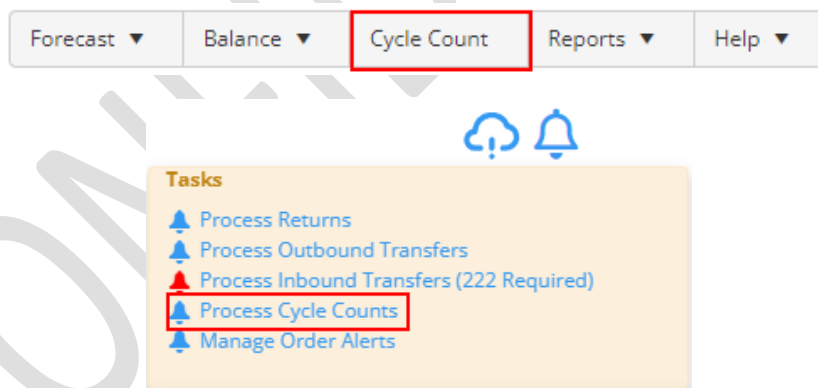 Forecast ▼ Balance ▼ Cycle Count Reports ▼ Help ▼
Tasks
Process Returns
Process Outbound Transfers
Process Inbound Transfers (222 Required)
Process Cycle Counts
Manage Order Alerts